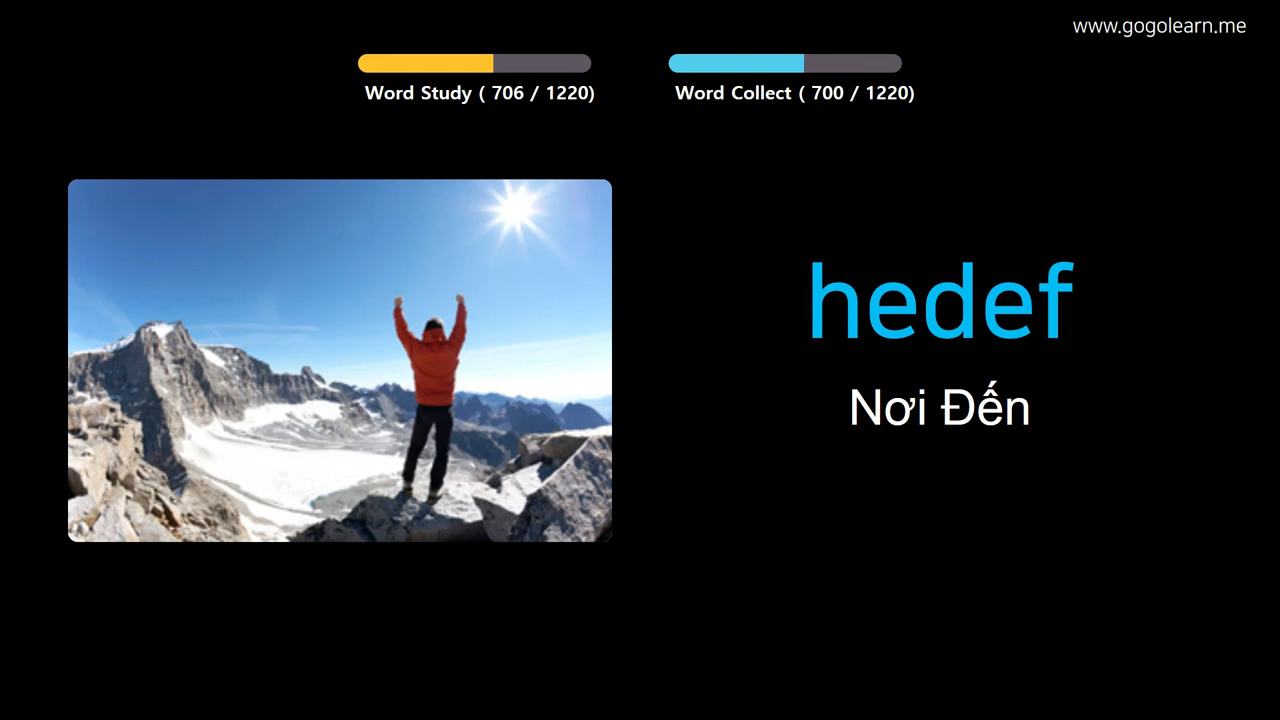 www.gogolearn.me
Word Study ( 706 / 1220)
Word Collect ( 700 / 1220)
hedef
Nơi Đến